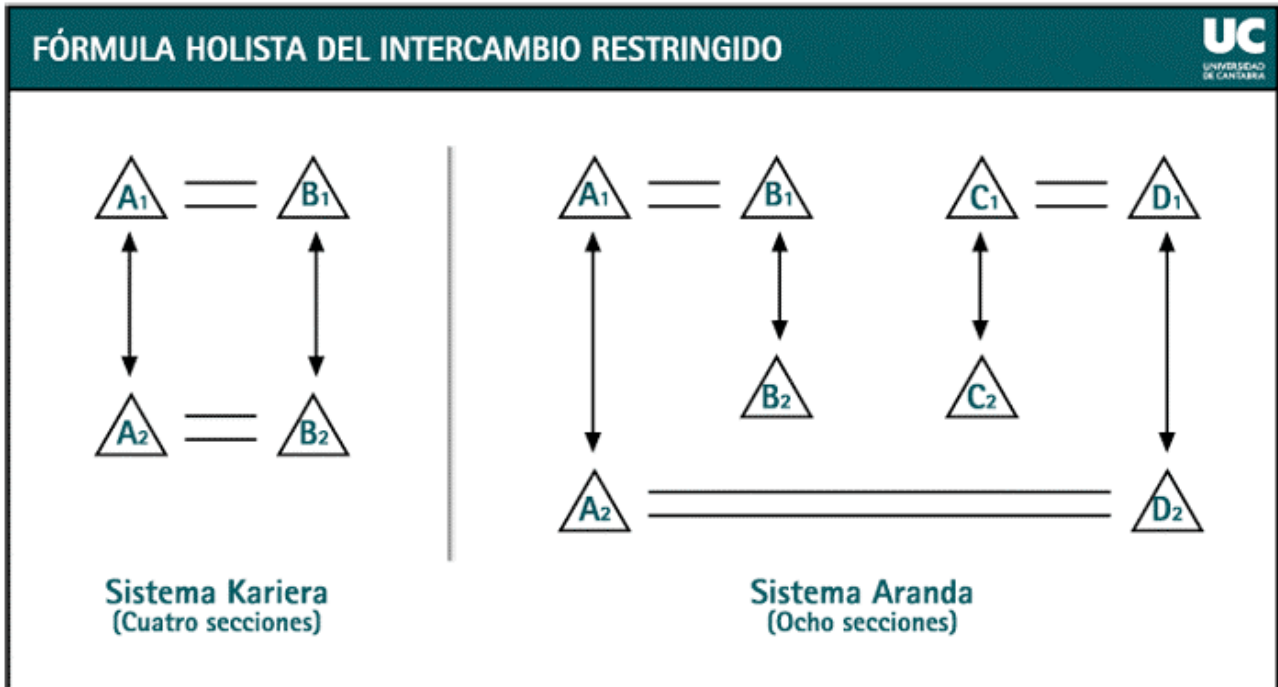 FÓRMULA HOLISTA DEL INTERCAMBIO RESTRINGIDO
UC
UNIVERSIDAD
DE CANTABRIA
A1 B1 A1 B1 C1 D1
B2 C2
A2 B2
A2 D2
Sistema Kariera
(Cuatro secciones)
Sistema Aranda
(Ocho secciones)